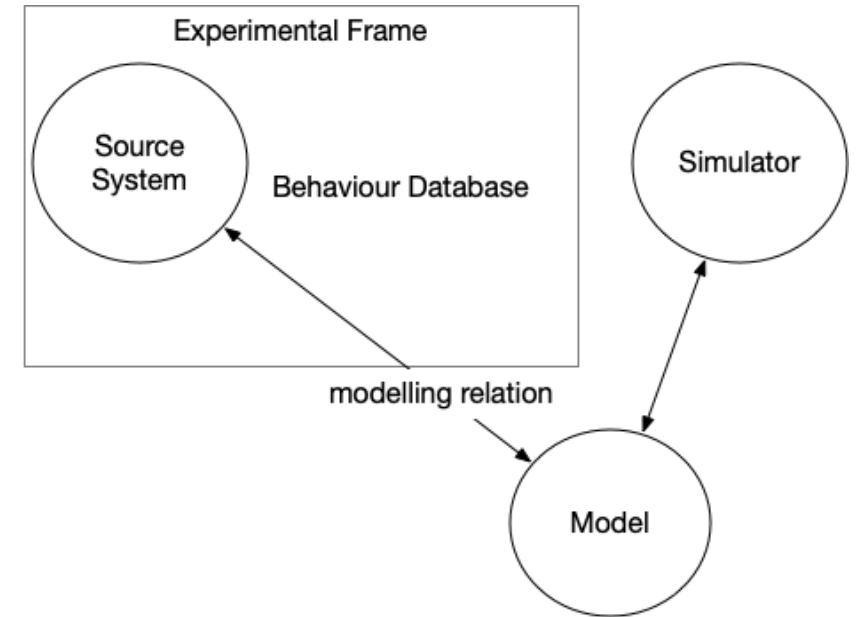 Experimental Frame
Source
System
Behaviour Database
Simulator
modelling relation
Model